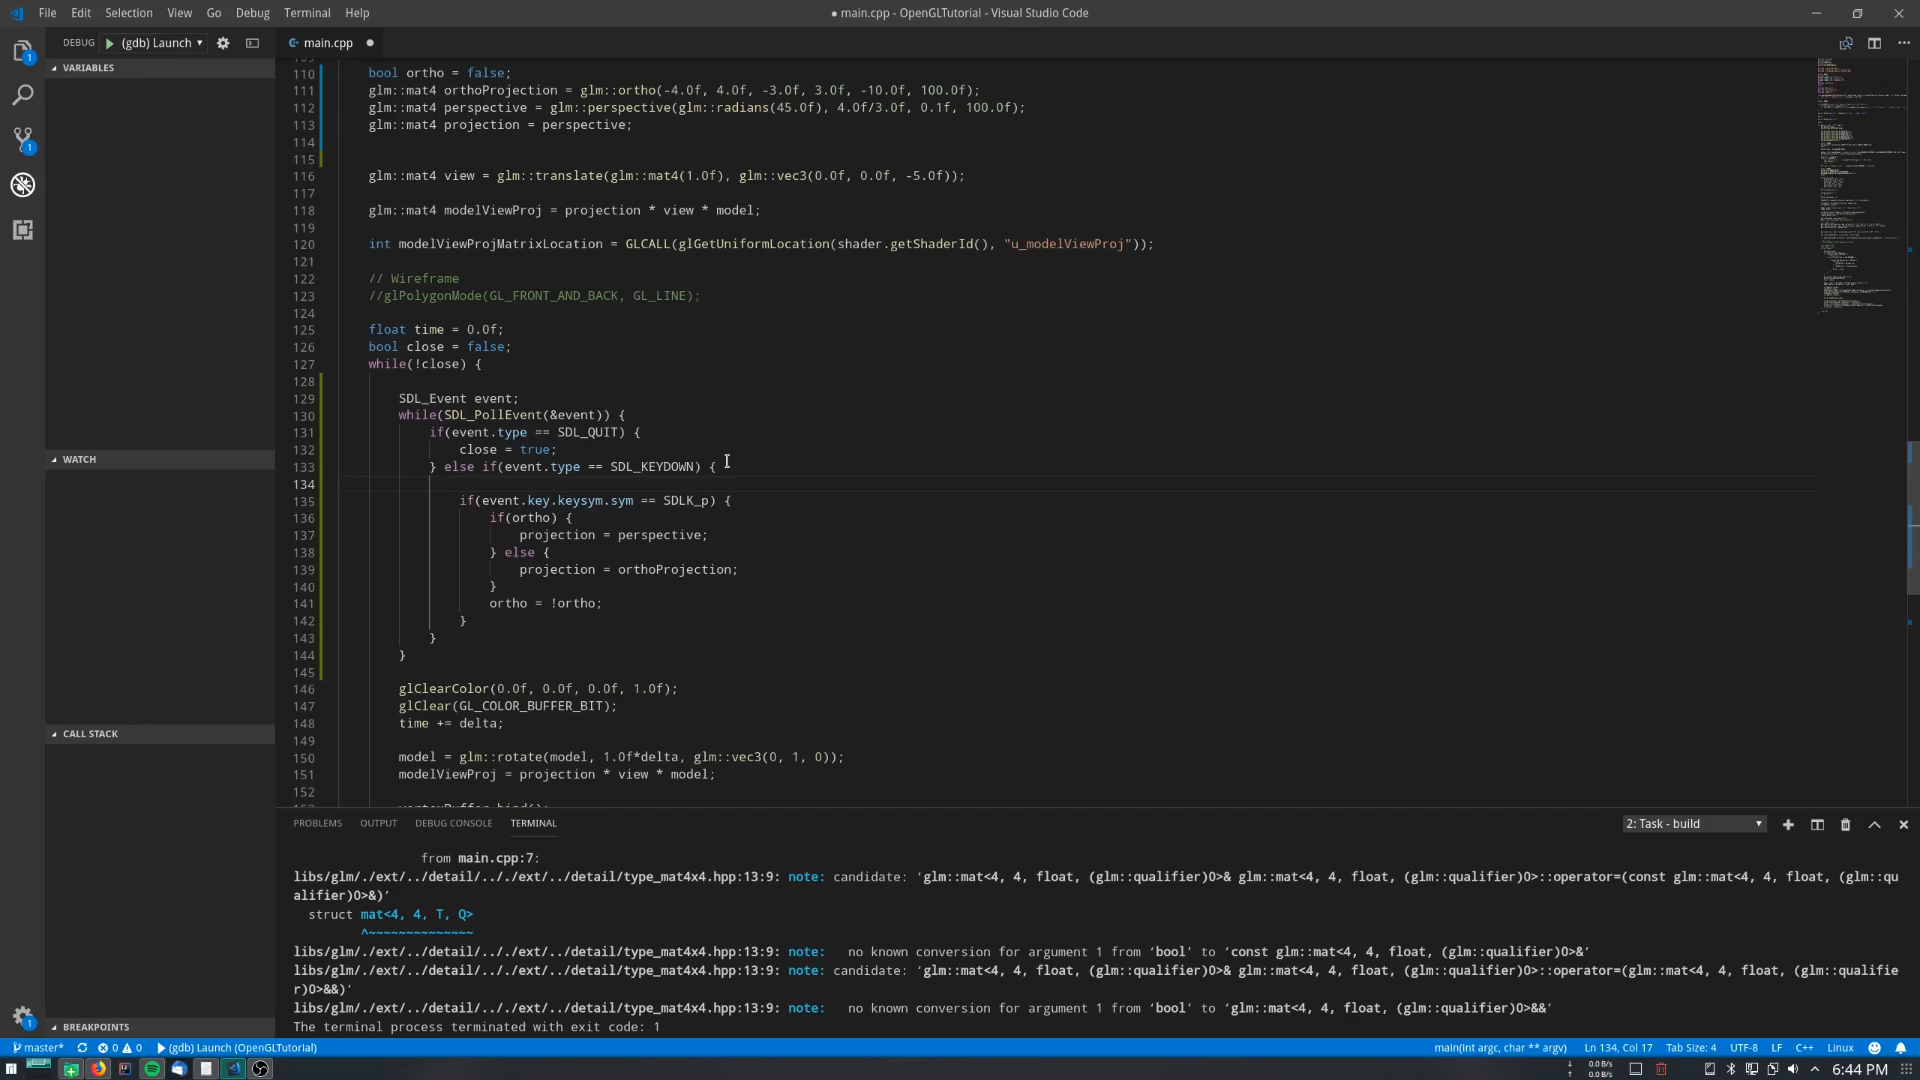 File Edit Selection View Go Debug Terminal Help
● main.cpp - OpenGLTutorial - Visual Studio Code
DEBUG (gdb) Launch
main.cpp
VARIABLES
WATCH
CALL STACK
BREAKPOINTS
110 bool ortho = false;
111 glm::mat4 orthoProjection = glm::ortho(-4.0f, 4.0f, -3.0f, 3.0f, -10.0f, 100.0f);
112 glm::mat4 perspective = glm::perspective(glm::radians(45.0f), 4.0f/3.0f, 0.1f, 100.0f);
113 glm::mat4 projection = perspective;
114
115
116 glm::mat4 view = glm::translate(glm::mat4(1.0f), glm::vec3(0.0f, 0.0f, -5.0f));
117
118 glm::mat4 modelViewProj = projection * view * model;
119
120 int modelViewProjMatrixLocation = GLCALL(glGetUniformLocation(shader.getShaderId(), "u_modelViewProj"));
121
122 // Wireframe
123 //glPolygonMode(GL_FRONT_AND_BACK, GL_LINE);
124
125 float time = 0.0f;
126 bool close = false;
127 while(!close) {
128
129 SDL_Event event;
130 while(SDL_PollEvent(&event)) {
131 if(event.type == SDL_QUIT) {
132 close = true;
133 } else if(event.type == SDL_KEYDOWN) {
134
135 if(event.key.keysym.sym == SDLK_p) {
136 if(ortho) {
137 projection = perspective;
138 } else {
139 projection = orthoProjection;
140 }
141 ortho = !ortho;
142 }
143 }
144 }
145
146 glClearColor(0.0f, 0.0f, 0.0f, 1.0f);
147 glClear(GL_COLOR_BUFFER_BIT);
148 time += delta;
149
150 model = glm::rotate(model, 1.0f*delta, glm::vec3(0, 1, 0));
151 modelViewProj = projection * view * model;
152
PROBLEMS OUTPUT DEBUG CONSOLE TERMINAL 2: Task - build
from main.cpp:7:
libs/glm/./ext/../detail/.././ext/../detail/type_mat4x4.hpp:13:9: note: candidate: ‘glm::mat<4, 4, float, (glm::qualifier)0>& glm::mat<4, 4, float, (glm::qualifier)0>::operator=(const glm::mat<4, 4, float, (glm::qu
alifier)0>&)’
struct mat<4, 4, T, Q>
^~~~~~~~~~~~~~~
libs/glm/./ext/../detail/.././ext/../detail/type_mat4x4.hpp:13:9: note:   no known conversion for argument 1 from ‘bool’ to ‘const glm::mat<4, 4, float, (glm::qualifier)0>&’
libs/glm/./ext/../detail/.././ext/../detail/type_mat4x4.hpp:13:9: note: candidate: ‘glm::mat<4, 4, float, (glm::qualifier)0>& glm::mat<4, 4, float, (glm::qualifier)0>::operator=(glm::mat<4, 4, float, (glm::qualifie
r)0>&&)’
libs/glm/./ext/../detail/.././ext/../detail/type_mat4x4.hpp:13:9: note:   no known conversion for argument 1 from ‘bool’ to ‘glm::mat<4, 4, float, (glm::qualifier)0>&&’
The terminal process terminated with exit code: 1
master* 0 0 (gdb) Launch (OpenGLTutorial) main(int argc, char ** argv) Ln 134, Col 17 Tab Size: 4 UTF-8 LF C++ Linux
0.0 B/s
0.0 B/s
6:44 PM